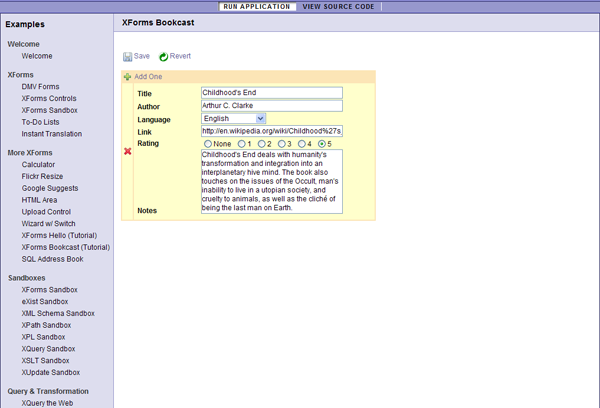 RUN APPLICATION VIEW SOURCE CODE
Examples
XForms Bookcast
Welcome
Welcome
XForms
DMV Forms
XForms Controls
XForms Sandbox
To-Do Lists
Instant Translation
More XForms
Calculator
Flickr Resize
Google Suggests
HTML Area
Upload Control
Wizard w/ Switch
XForms Hello (Tutorial)
XForms Bookcast (Tutorial)
SQL Address Book
Sandboxes
XForms Sandbox
eXist Sandbox
XML Schema Sandbox
XPath Sandbox
XPL Sandbox
XQuery Sandbox
XSLT Sandbox
XUpdate Sandbox
Query & Transformation
XQuery the Web
Save Revert
Add One
Title Childhood's End
Author Arthur C. Clarke
Language English
Link http://en.wikipedia.org/wiki/Childhood%27s
Rating None 1 2 3 4 5
Childhood's End deals with humanity's
transformation and integration into an
interplanetary hive mind. The book also
touches on the issues of the Occult, man's
inability to live in a utopian society, and
cruelty to animals, as well as the cliché of
being the last man on Earth.
Notes